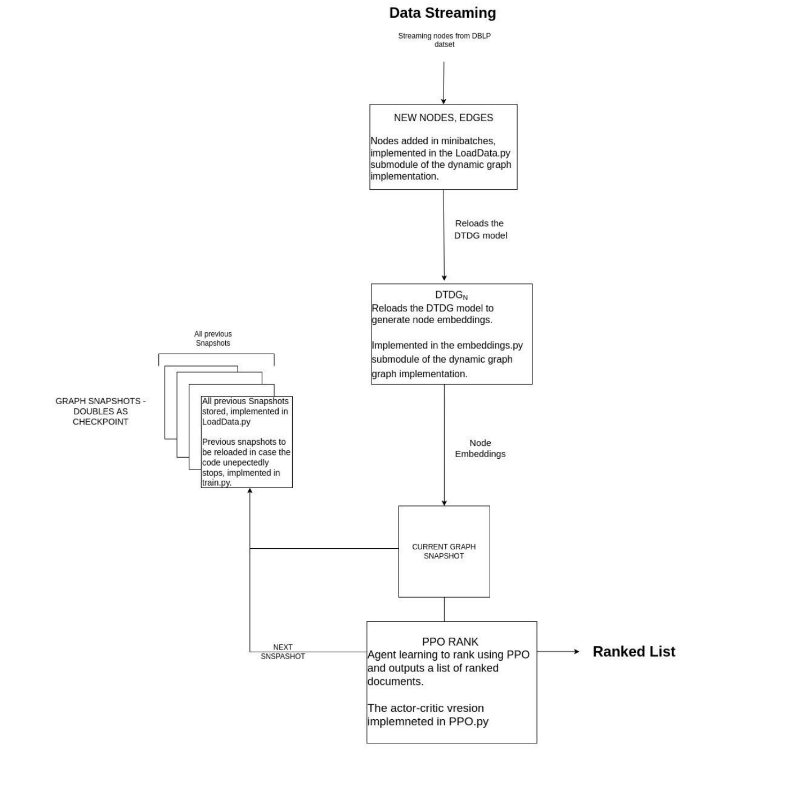 Data Streaming
Streaming nodes from DBLP
datset
NEW NODES, EDGES
Nodes added in minibatches,
implemented in the LoadData.py
submodule of the dynamic graph
implementation.
Reloads the
DTDG model
DTDGN
Reloads the DTDG model to
generate node embeddings.
Implemented in the embeddings.py
submodule of the dynamic graph
graph implementation.
All previous
Snapshots
GRAPH SNAPSHOTS -
DOUBLES AS
CHECKPOINT
All previous Snapshots
stored, implemented in
LoadData.py
Previous snapshots to
be reloaded in case the
code unepectedly
stops, implmented in
train.py.
Node
Embeddings
CURRENT GRAPH
SNAPSHOT
NEXT
SNSPASHOT
PPO RANK
Agent learning to rank using PPO
and outputs a list of ranked
documents.
The actor-critic vresion
implemneted in PPO.py
Ranked List